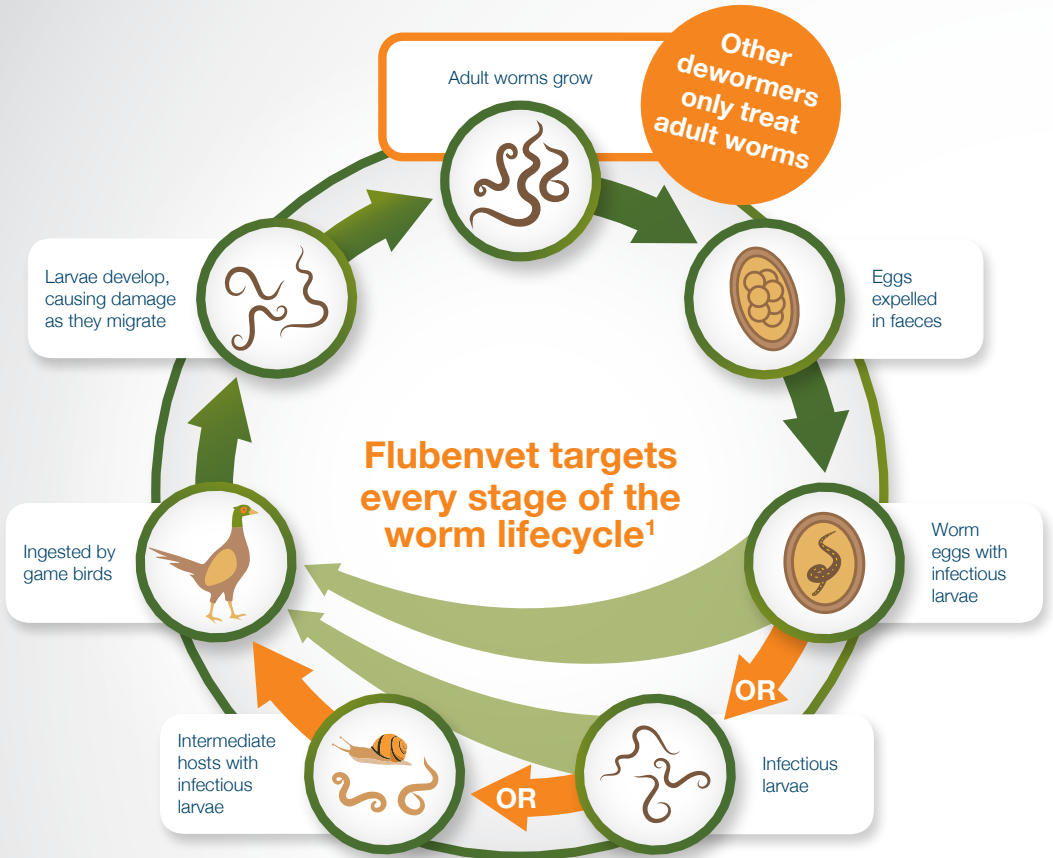 Adult worms grow
Other
dewormers
only treat
adult worms
Larvae develop,
causing damage
as they migrate
Eggs
expelled
in faeces
Flubenvet targets
every stage of the
worm lifecycle¹
Ingested by
game birds
Worm
eggs with
infectious
larvae
OR
Intermediate
hosts with
infectious
larvae
OR
Infectious
larvae